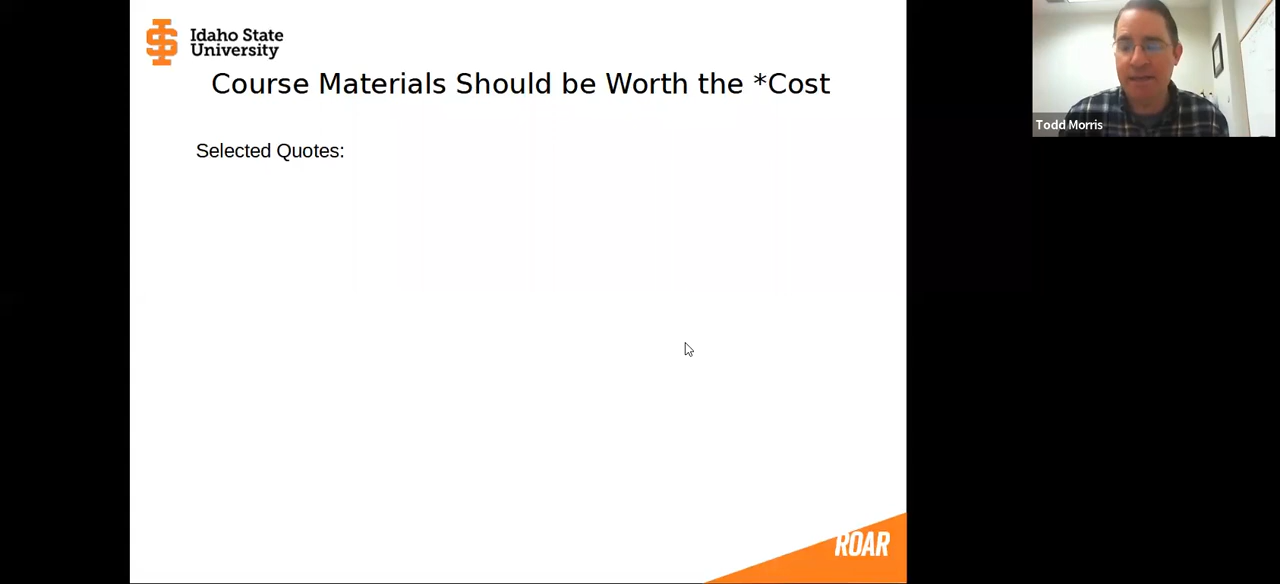 Idaho State
University
Course Materials Should be Worth the *Cost
Selected Quotes:
Todd Morris
ROAR